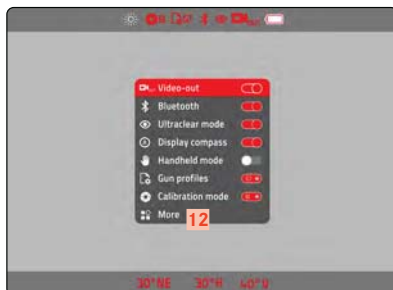 Video-out
Bluetooth
Ultraclear mode
Display compass
Handheld mode
Gun profiles
Calibration mode
More
12
30°NE 30°H 40°V